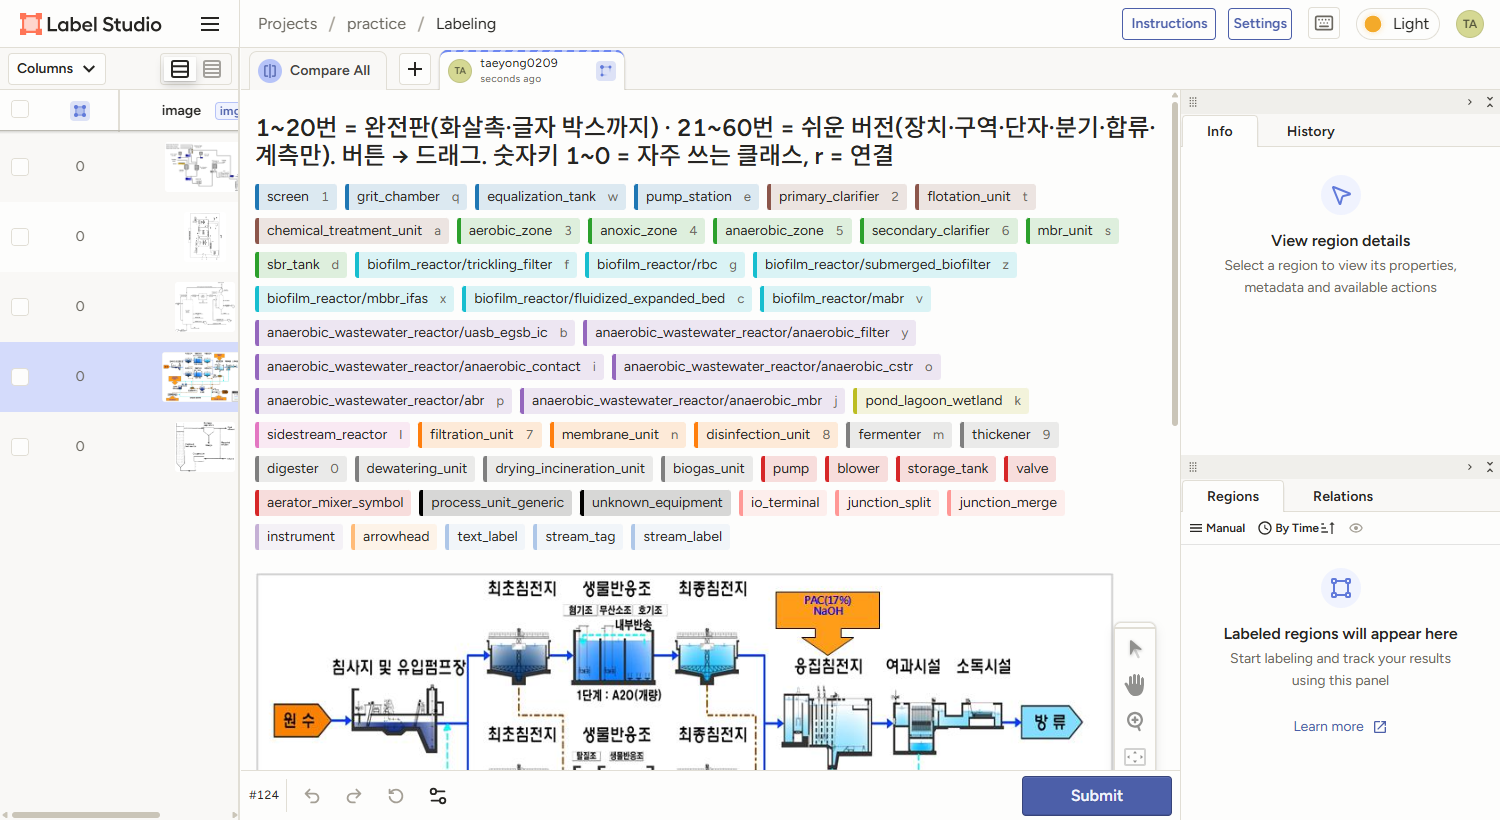 Label Studio
Projects / practice / Labeling
Instructions
Settings
Light
TA
Columns
Compare All
TA
taeyong0209
seconds ago
image
img
0
0
0
0
0
1~20번 = 완전판(화살촉·글자 박스까지) · 21~60번 = 쉬운 버전(장치·구역·단자·분기·합류·
계측만). 버튼 → 드래그. 숫자키 1~0 = 자주 쓰는 클래스, r = 연결
screen 1 grit_chamber q equalization_tank w pump_station e primary_clarifier 2 flotation_unit t
chemical_treatment_unit a aerobic_zone 3 anoxic_zone 4 anaerobic_zone 5 secondary_clarifier 6 mbr_unit s
sbr_tank d biofilm_reactor/trickling_filter f biofilm_reactor/rbc g biofilm_reactor/submerged_biofilter z
biofilm_reactor/mbbr_ifas x biofilm_reactor/fluidized_expanded_bed c biofilm_reactor/mabr v
anaerobic_wastewater_reactor/uasb_egsb_ic b anaerobic_wastewater_reactor/anaerobic_filter y
anaerobic_wastewater_reactor/anaerobic_contact i anaerobic_wastewater_reactor/anaerobic_cstr o
anaerobic_wastewater_reactor/abr p anaerobic_wastewater_reactor/anaerobic_mbr j pond_lagoon_wetland k
sidestream_reactor l filtration_unit 7 membrane_unit n disinfection_unit 8 fermenter m thickener 9
digester 0 dewatering_unit drying_incineration_unit biogas_unit pump blower storage_tank valve
aerator_mixer_symbol process_unit_generic unknown_equipment io_terminal junction_split junction_merge
instrument arrowhead text_label stream_tag stream_label
최초침전지 생물반응조 최종침전지
혐기조 무산소조 호기조
내부반송
PAC(17%)
NaOH
침사지 및 유입펌프장
응집침전지 여과시설 소독시설
1단계 : A2O(개량)
원 수
방 류
최초침전지 생물반응조 최종침전지
탈질조 생물반응조
#124
Submit
Info
History
View region details
Select a region to view its properties,
metadata and available actions
Regions
Relations
Manual
By Time
Labeled regions will appear here
Start labeling and track your results
using this panel
Learn more